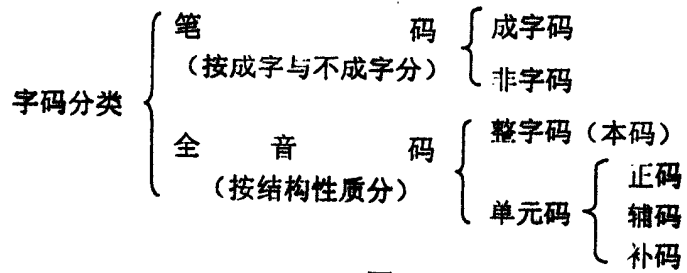 字码分类
笔 码
（按成字与不成字分）
成字码
非字码
全 音 码
（按结构性质分）
整字码（本码）
单元码
正码
辅码
补码